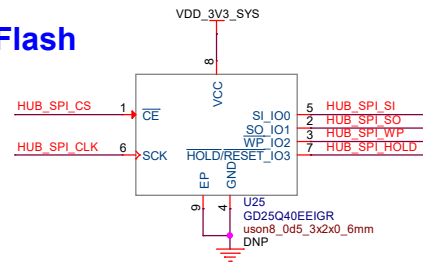 VDD_3V3_SYS
Flash
8
VCC
HUB_SPI_CS
1
CE
SI_IO0
5
HUB_SPI_SI
SO_IO1
2
HUB_SPI_SO
WP_IO2
3
HUB_SPI_WP
HUB_SPI_CLK
6
SCK
HOLD/RESET_IO3
7
HUB_SPI_HOLD
EP
GND
9
4
U25
GD25Q40EEIGR
uson8_0d5_3x2x0_6mm
DNP